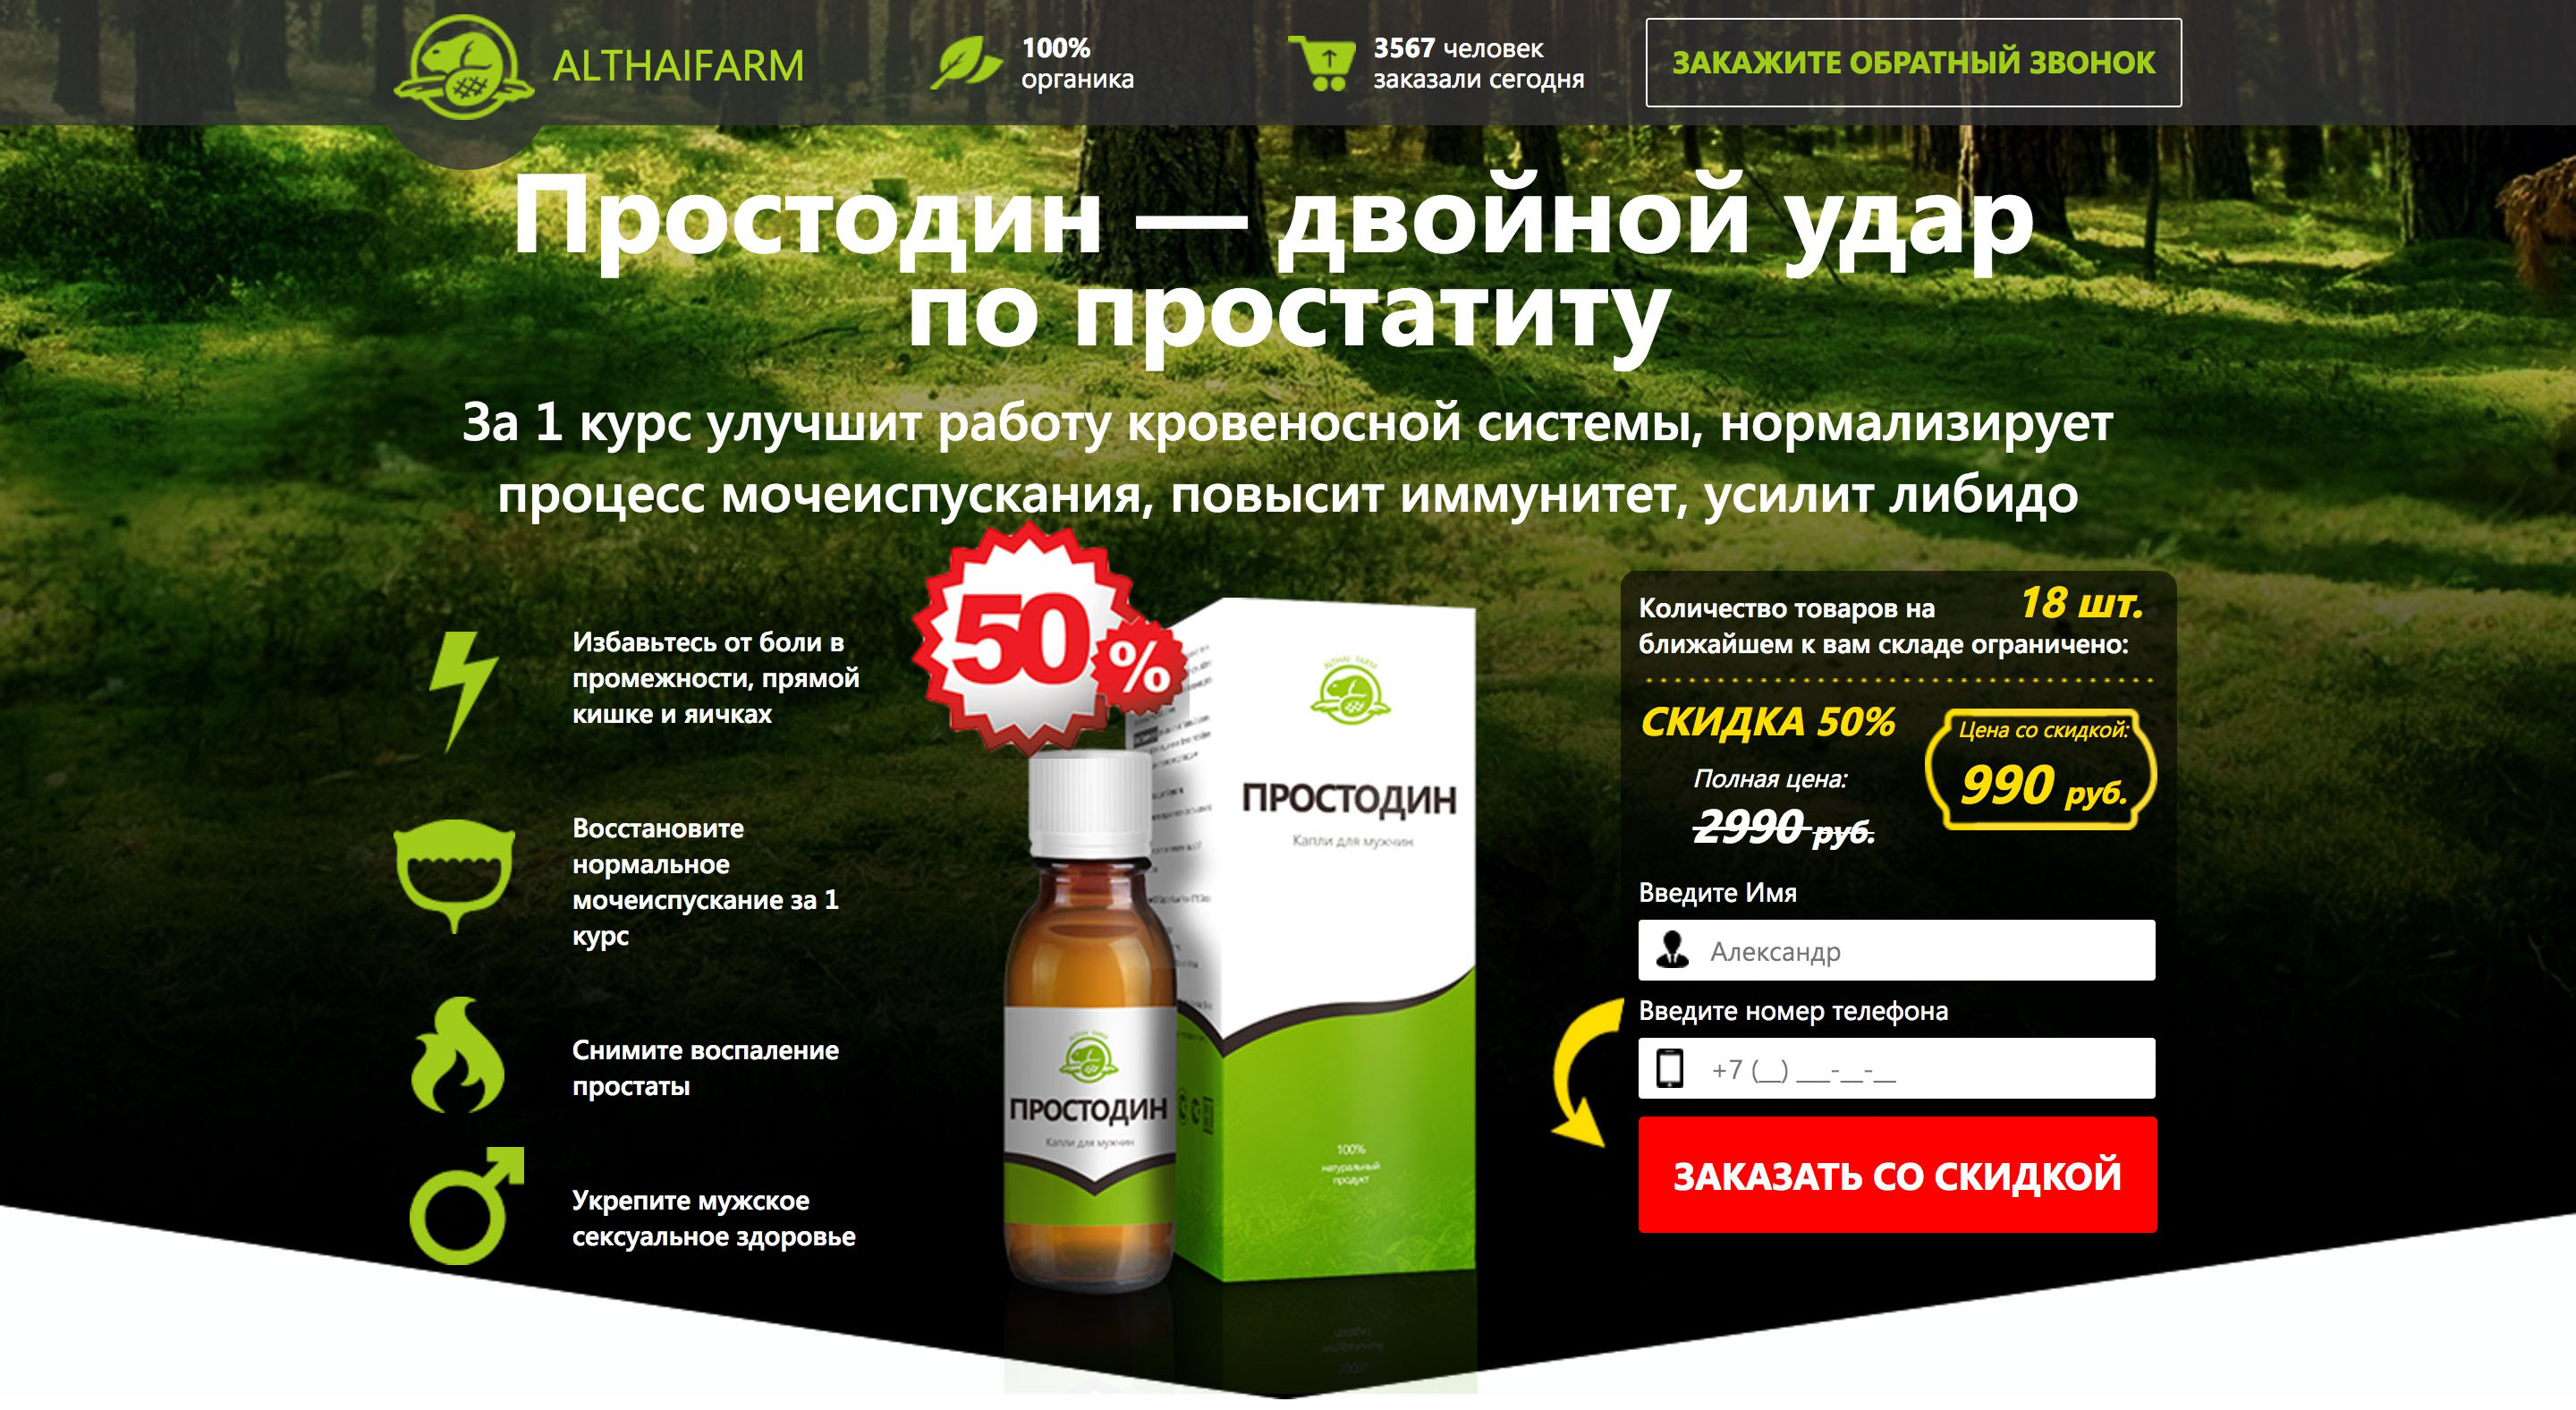 ALTHAIFARM
100%
органика
3567 человек
заказали сегодня
ЗАКАЖИТЕ ОБРАТНЫЙ ЗВОНОК
Простодин — двойной удар
по простатиту
За 1 курс улучшит работу кровеносной системы, нормализирует
процесс мочеиспускания, повысит иммунитет, усилит либидо
Избавьтесь от боли в
промежности, прямой
кишке и яичках
Восстановите
нормальное
мочеиспускание за 1
курс
Снимите воспаление
простаты
Укрепите мужское
сексуальное здоровье
50%
ALTHAI FARM
ПРОСТОДИН
Капли для мужчин
100%
натуральный
продукт
ALTHAI FARM
ПРОСТОДИН
Капли для мужчин
Количество товаров на 18 шт.
ближайшем к вам складе ограничено:
СКИДКА 50%
Полная цена:
2990 руб.
Цена со скидкой:
990 руб.
Введите Имя
Александр
Введите номер телефона
+7 (__) ___-__-__
ЗАКАЗАТЬ СО СКИДКОЙ